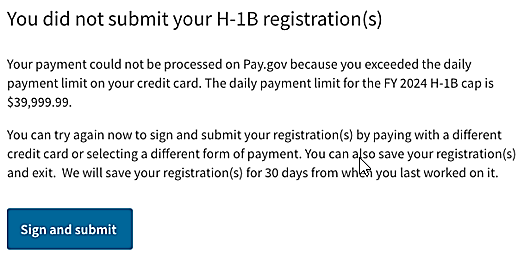 You did not submit your H-1B registration(s)
Your payment could not be processed on Pay.gov because you exceeded the daily
payment limit on your credit card. The daily payment limit for the FY 2024 H-1B cap is
$39,999.99.
You can try again now to sign and submit your registration(s) by paying with a different
credit card or selecting a different form of payment. You can also save your registration(s)
and exit. We will save your registration(s) for 30 days from when you last worked on it.
Sign and submit